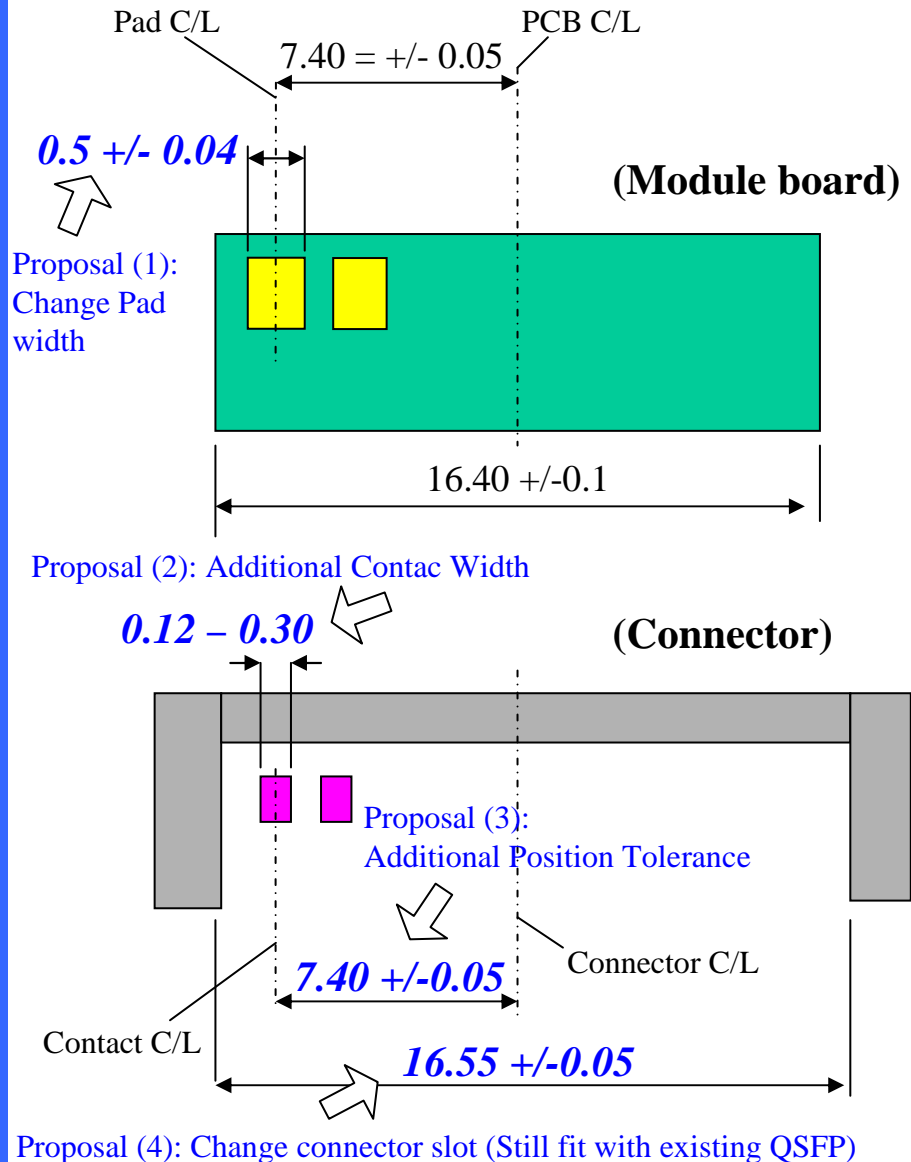 Pad C/L
PCB C/L
7.40 = +/- 0.05
0.5 +/- 0.04
(Module board)
Proposal (1):
Change Pad
width
16.40 +/-0.1
Proposal (2): Additional Contac Width
0.12 – 0.30
(Connector)
Proposal (3):
Additional Position Tolerance
Connector C/L
7.40 +/-0.05
Contact C/L
16.55 +/-0.05
Proposal (4): Change connector slot (Still fit with existing QSFP)